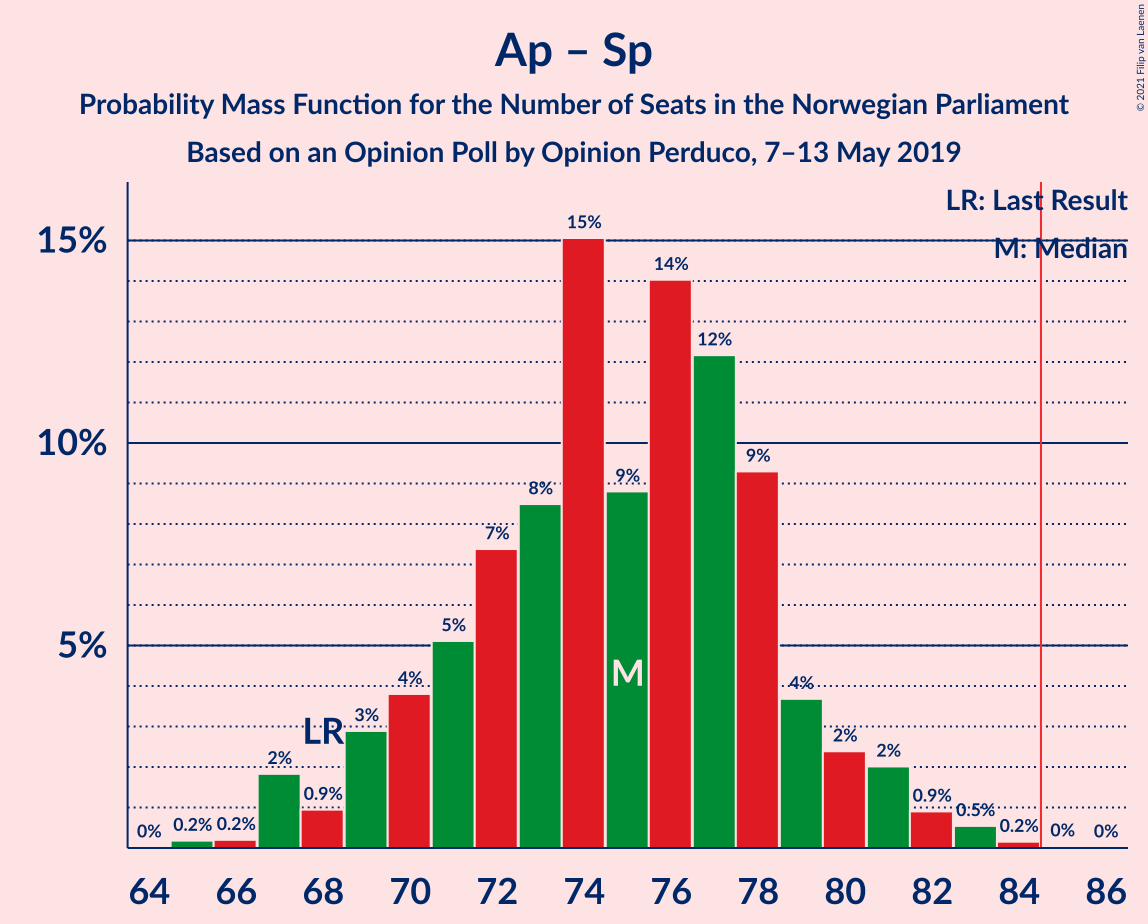 Ap – Sp
Probability Mass Function for the Number of Seats in the Norwegian Parliament
Based on an Opinion Poll by Opinion Perduco, 7–13 May 2019
© 2021 Filip van Laenen
LR: Last Result
M: Median
15%
10%
5%
0%
0.2%
0.2%
2%
0.9%
3%
4%
5%
7%
8%
15%
9%
14%
12%
9%
4%
2%
2%
0.9%
0.5%
0.2%
0%
0%
LR
M
64 66 68 70 72 74 76 78 80 82 84 86